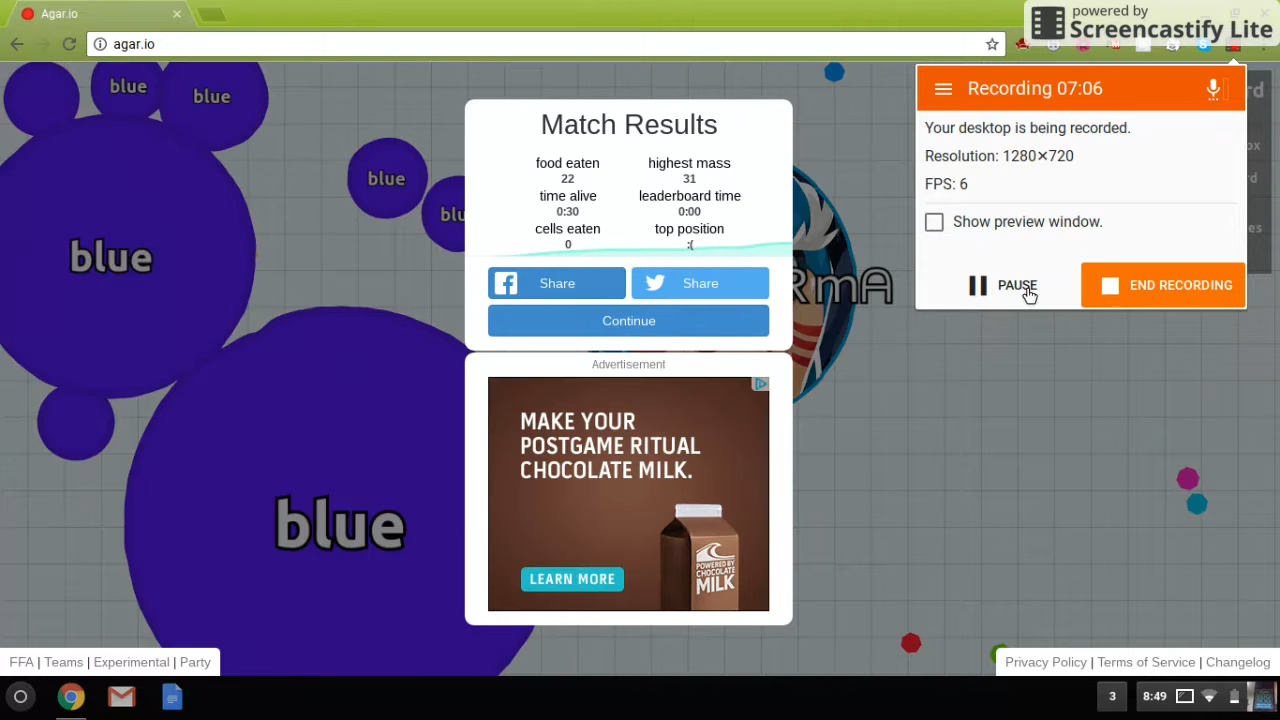 Agar.io
powered by
Screencastify Lite
agar.io
blue
blue
blue
blue
blue
Match Results
food eaten
highest mass
22
31
time alive
leaderboard time
0:30
0:00
cells eaten
top position
0
:(
Share
Share
Continue
Advertisement
MAKE YOUR
POSTGAME RITUAL
CHOCOLATE MILK.
POWERED BY
CHOCOLATE
MILK
LEARN MORE
Recording 07:06
Your desktop is being recorded.
Resolution: 1280×720
FPS: 6
Show preview window.
PAUSE
END RECORDING
FFA | Teams | Experimental | Party
Privacy Policy | Terms of Service | Changelog
3
8:49